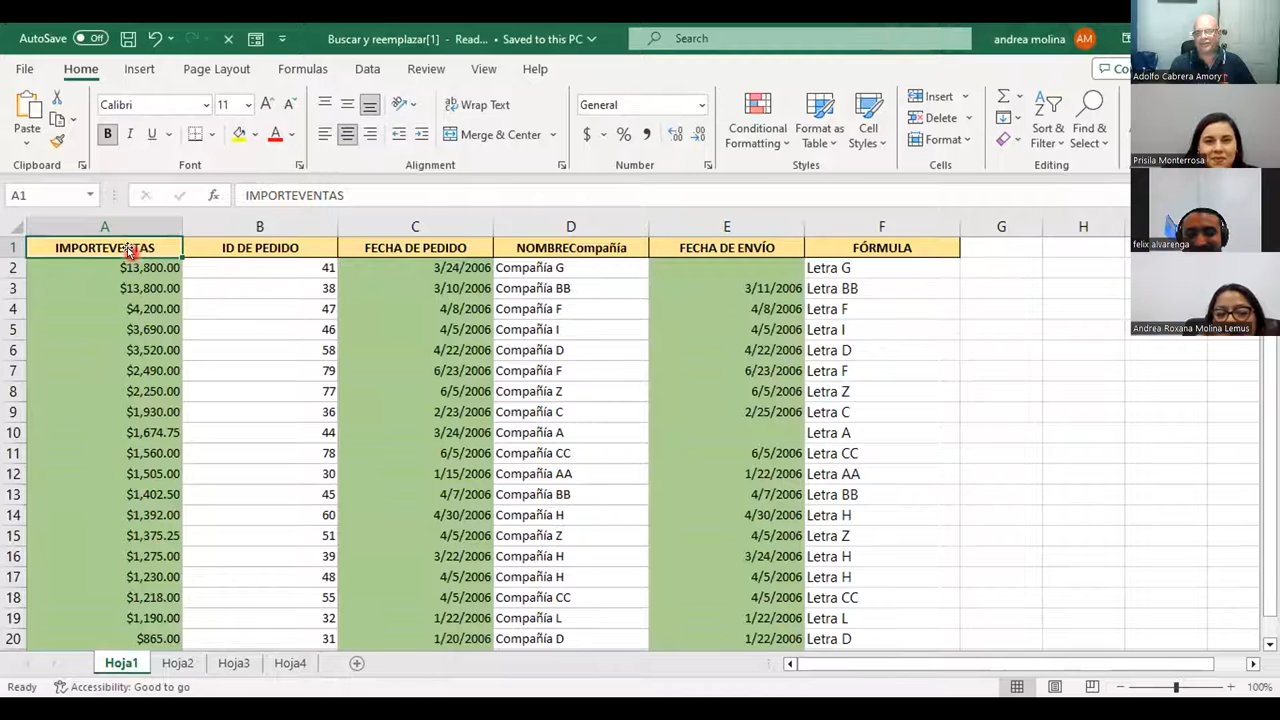 AutoSave Off Buscar y reemplazar[1] - Read... • Saved to this PC Search andrea molina AM
File Home Insert Page Layout Formulas Data Review View Help Co
Paste Calibri 11 Wrap Text General Conditional Formatting Format as Table Cell Styles Insert Sort & Filter Find & Select
B I U Merge & Center $ % Delete
Format
Clipboard Font Alignment Number Styles Cells Editing
A1 fx IMPORTEVENTAS
A B C D E F G H
1 IMPORTEVENTAS ID DE PEDIDO FECHA DE PEDIDO NOMBRECompañía FECHA DE ENVÍO FÓRMULA
2 $13,800.00 41 3/24/2006 Compañía G Letra G
3 $13,800.00 38 3/10/2006 Compañía BB 3/11/2006 Letra BB
4 $4,200.00 47 4/8/2006 Compañía F 4/8/2006 Letra F
5 $3,690.00 46 4/5/2006 Compañía I 4/5/2006 Letra I
6 $3,520.00 58 4/22/2006 Compañía D 4/22/2006 Letra D
7 $2,490.00 79 6/23/2006 Compañía F 6/23/2006 Letra F
8 $2,250.00 77 6/5/2006 Compañía Z 6/5/2006 Letra Z
9 $1,930.00 36 2/23/2006 Compañía C 2/25/2006 Letra C
10 $1,674.75 44 3/24/2006 Compañía A Letra A
11 $1,560.00 78 6/5/2006 Compañía CC 6/5/2006 Letra CC
12 $1,505.00 30 1/15/2006 Compañía AA 1/22/2006 Letra AA
13 $1,402.50 45 4/7/2006 Compañía BB 4/7/2006 Letra BB
14 $1,392.00 60 4/30/2006 Compañía H 4/30/2006 Letra H
15 $1,375.25 51 4/5/2006 Compañía Z 4/5/2006 Letra Z
16 $1,275.00 39 3/22/2006 Compañía H 3/24/2006 Letra H
17 $1,230.00 48 4/5/2006 Compañía H 4/5/2006 Letra H
18 $1,218.00 55 4/5/2006 Compañía CC 4/5/2006 Letra CC
19 $1,190.00 32 1/22/2006 Compañía L 1/22/2006 Letra L
20 $865.00 31 1/20/2006 Compañía D 1/22/2006 Letra D
Hoja1 Hoja2 Hoja3 Hoja4
Ready Accessibility: Good to go 100%
Adolfo Cabrera Amory
Prisila Monterrosa
felix alvarenga
Andrea Roxana Molina Lemus